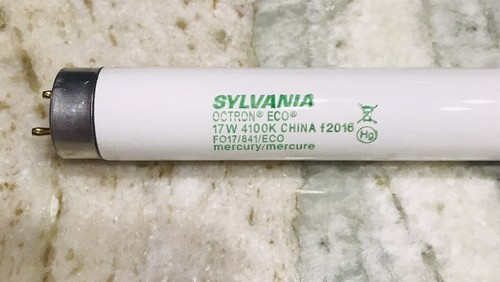 SYLVANIA
OCTRON® ECO®
17W 4100K CHINA f2016
FO17/841/ECO
mercury/mercure
Hg